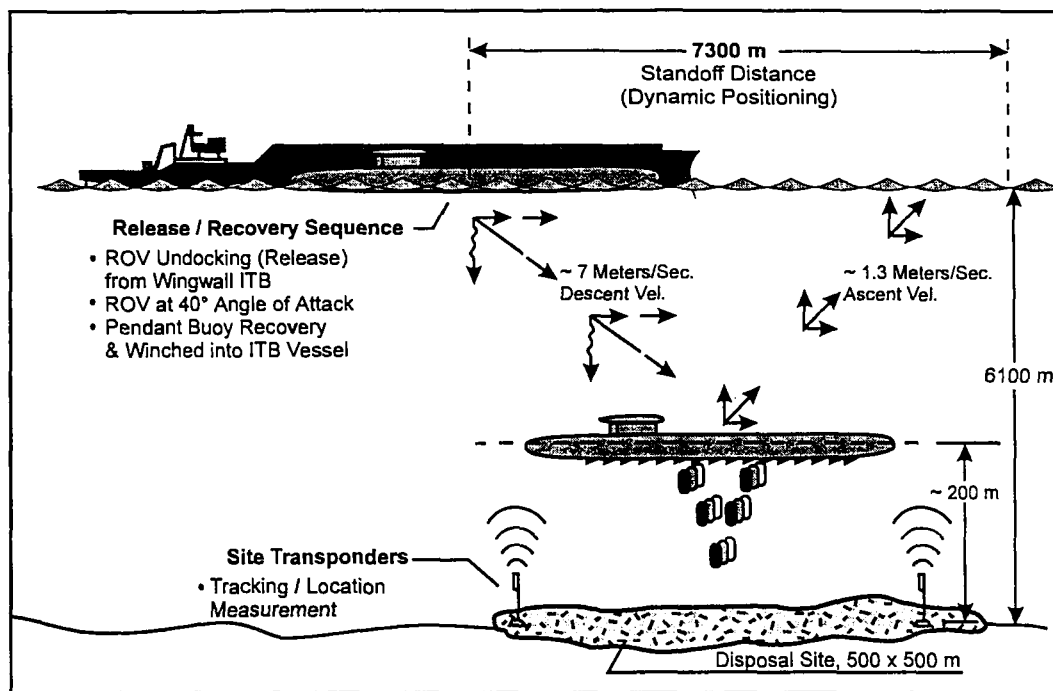 7300 m
Standoff Distance
(Dynamic Positioning)
Release / Recovery Sequence
• ROV Undocking (Release)
from Wingwall ITB
• ROV at 40° Angle of Attack
• Pendant Buoy Recovery
& Winched into ITB Vessel
~ 7 Meters/Sec.
Descent Vel.
~ 1.3 Meters/Sec.
Ascent Vel.
6100 m
~ 200 m
Site Transponders
• Tracking / Location
Measurement
Disposal Site, 500 x 500 m